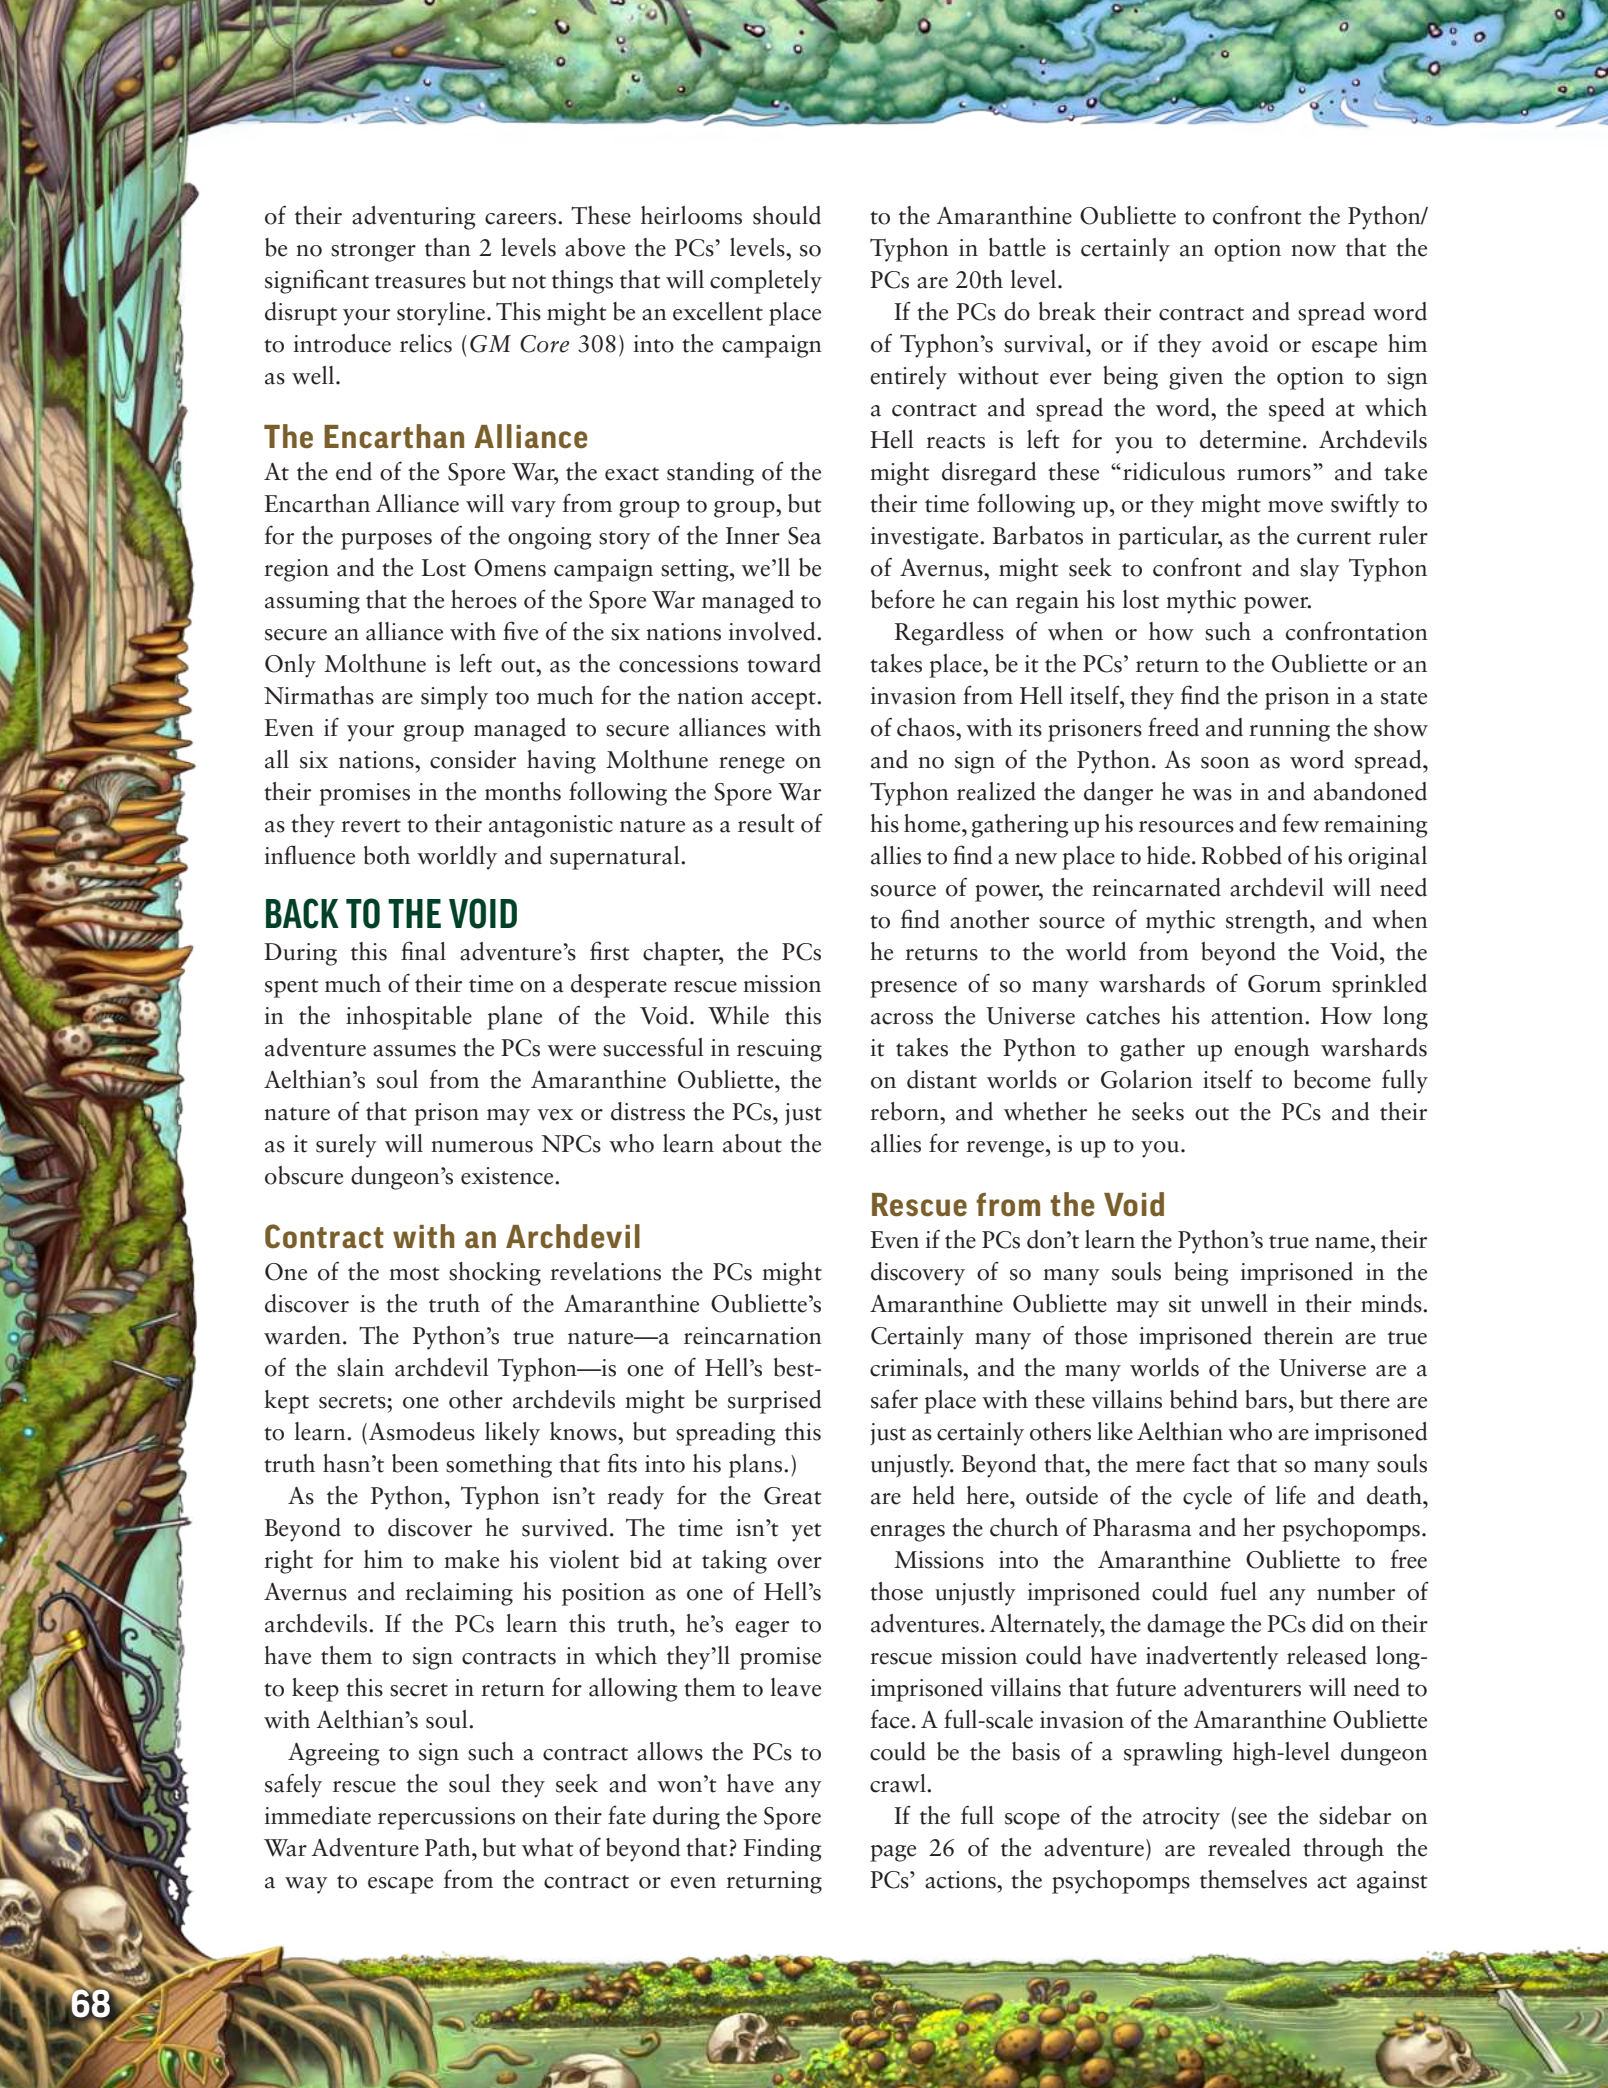 of their adventuring careers. These heirlooms should
be no stronger than 2 levels above the PCs’ levels, so
significant treasures but not things that will completely
disrupt your storyline. This might be an excellent place
to introduce relics (GM Core 308) into the campaign
as well.
The Encarthan Alliance
At the end of the Spore War, the exact standing of the
Encarthan Alliance will vary from group to group, but
for the purposes of the ongoing story of the Inner Sea
region and the Lost Omens campaign setting, we’ll be
assuming that the heroes of the Spore War managed to
secure an alliance with five of the six nations involved.
Only Molthune is left out, as the concessions toward
Nirmathas are simply too much for the nation accept.
Even if your group managed to secure alliances with
all six nations, consider having Molthune renege on
their promises in the months following the Spore War
as they revert to their antagonistic nature as a result of
influence both worldly and supernatural.
BACK TO THE VOID
During this final adventure’s first chapter, the PCs
spent much of their time on a desperate rescue mission
in the inhospitable plane of the Void. While this
adventure assumes the PCs were successful in rescuing
Aelthian’s soul from the Amaranthine Oubliette, the
nature of that prison may vex or distress the PCs, just
as it surely will numerous NPCs who learn about the
obscure dungeon’s existence.
Contract with an Archdevil
One of the most shocking revelations the PCs might
discover is the truth of the Amaranthine Oubliette’s
warden. The Python’s true nature—a reincarnation
of the slain archdevil Typhon—is one of Hell’s best-
kept secrets; one other archdevils might be surprised
to learn. (Asmodeus likely knows, but spreading this
truth hasn’t been something that fits into his plans.)
As the Python, Typhon isn’t ready for the Great
Beyond to discover he survived. The time isn’t yet
right for him to make his violent bid at taking over
Avernus and reclaiming his position as one of Hell’s
archdevils. If the PCs learn this truth, he’s eager to
have them to sign contracts in which they’ll promise
to keep this secret in return for allowing them to leave
with Aelthian’s soul.
Agreeing to sign such a contract allows the PCs to
safely rescue the soul they seek and won’t have any
immediate repercussions on their fate during the Spore
War Adventure Path, but what of beyond that? Finding
a way to escape from the contract or even returning
to the Amaranthine Oubliette to confront the Python/
Typhon in battle is certainly an option now that the
PCs are 20th level.
If the PCs do break their contract and spread word
of Typhon’s survival, or if they avoid or escape him
entirely without ever being given the option to sign
a contract and spread the word, the speed at which
Hell reacts is left for you to determine. Archdevils
might disregard these “ridiculous rumors” and take
their time following up, or they might move swiftly to
investigate. Barbatos in particular, as the current ruler
of Avernus, might seek to confront and slay Typhon
before he can regain his lost mythic power.
Regardless of when or how such a confrontation
takes place, be it the PCs’ return to the Oubliette or an
invasion from Hell itself, they find the prison in a state
of chaos, with its prisoners freed and running the show
and no sign of the Python. As soon as word spread,
Typhon realized the danger he was in and abandoned
his home, gathering up his resources and few remaining
allies to find a new place to hide. Robbed of his original
source of power, the reincarnated archdevil will need
to find another source of mythic strength, and when
he returns to the world from beyond the Void, the
presence of so many warshards of Gorum sprinkled
across the Universe catches his attention. How long
it takes the Python to gather up enough warshards
on distant worlds or Golarion itself to become fully
reborn, and whether he seeks out the PCs and their
allies for revenge, is up to you.
Rescue from the Void
Even if the PCs don’t learn the Python’s true name, their
discovery of so many souls being imprisoned in the
Amaranthine Oubliette may sit unwell in their minds.
Certainly many of those imprisoned therein are true
criminals, and the many worlds of the Universe are a
safer place with these villains behind bars, but there are
just as certainly others like Aelthian who are imprisoned
unjustly. Beyond that, the mere fact that so many souls
are held here, outside of the cycle of life and death,
enrages the church of Pharasma and her psychopomps.
Missions into the Amaranthine Oubliette to free
those unjustly imprisoned could fuel any number of
adventures. Alternately, the damage the PCs did on their
rescue mission could have inadvertently released long-
imprisoned villains that future adventurers will need to
face. A full-scale invasion of the Amaranthine Oubliette
could be the basis of a sprawling high-level dungeon
crawl.
If the full scope of the atrocity (see the sidebar on
page 26 of the adventure) are revealed through the
PCs’ actions, the psychopomps themselves act against
68